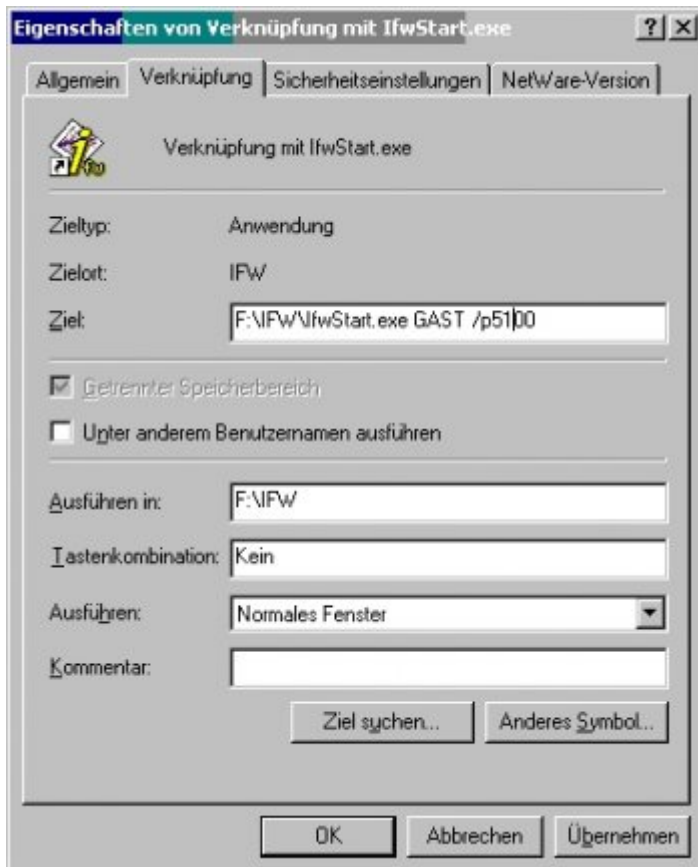 Eigenschaften von Verknüpfung mit IfwStart.exe
Allgemein Verknüpfung Sicherheitseinstellungen NetWare-Version
Ifw
Verknüpfung mit IfwStart.exe
Zieltyp: Anwendung
Zielort: IFW
Ziel: F:\IFW\IfwStart.exe GAST /p5100
Getrennter Speicherbereich
Unter anderem Benutzernamen ausführen
Ausführen in: F:\IFW
Tastenkombination: Kein
Ausführen: Normales Fenster
Kommentar:
Ziel suchen... Anderes Symbol...
OK Abbrechen Übernehmen